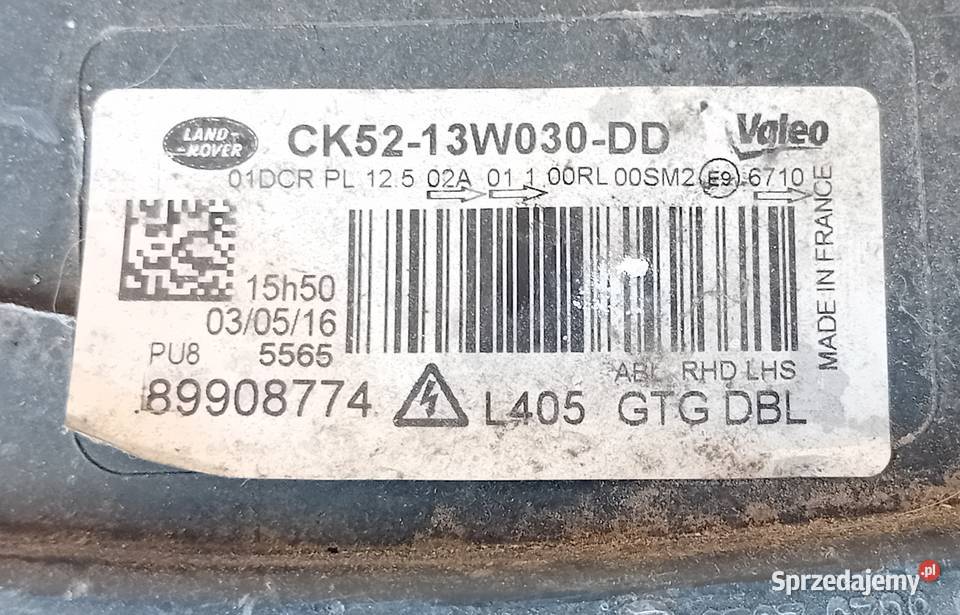 LAND-
ROVER
CK52-13W030-DD
Valeo
01DCR PL 12.5 02A 01 1 00RL 00SM2 E9 6710
MADE IN FRANCE
15h50
03/05/16
PU8 5565
ABL RHD LHS
89908774 L405 GTG DBL
Sprzedajemy.pl